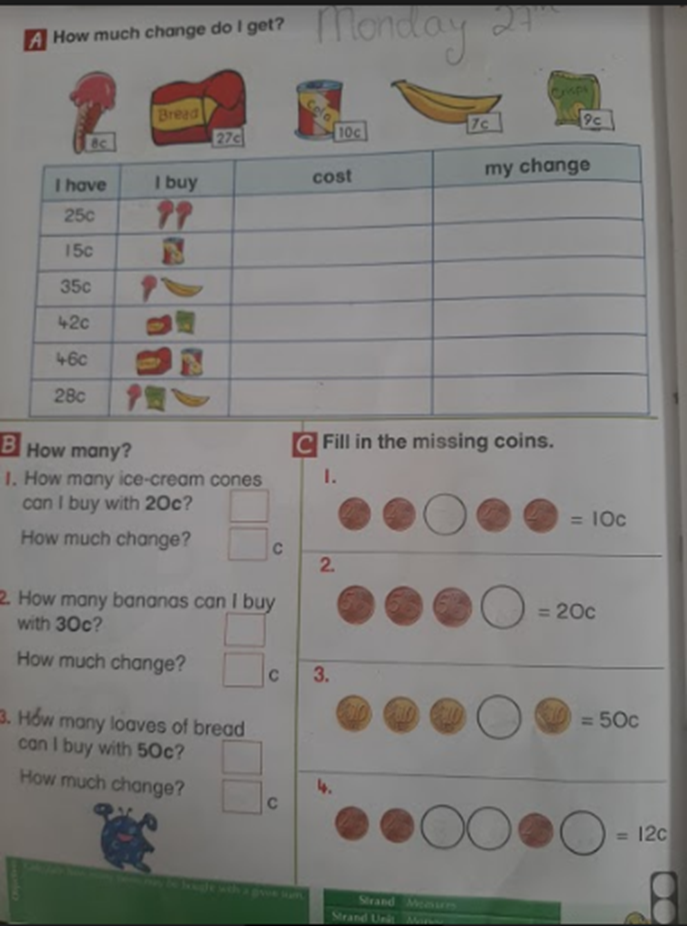 A How much change do I get? Monday 27th
Bread
Cola
Crisps
8c
27c
10c
7c
9c
I have I buy cost my change
25c
15c
35c
42c
46c
28c
B How many?
1. How many ice-cream cones
can I buy with 20c?
How much change?
c
2. How many bananas can I buy
with 30c?
How much change?
c
3. How many loaves of bread
can I buy with 50c?
How much change?
c
C Fill in the missing coins.
1.
= 10c
2.
= 20c
3.
10 10 10 10 = 50c
4.
= 12c
Strand Measures
Strand Unit Money